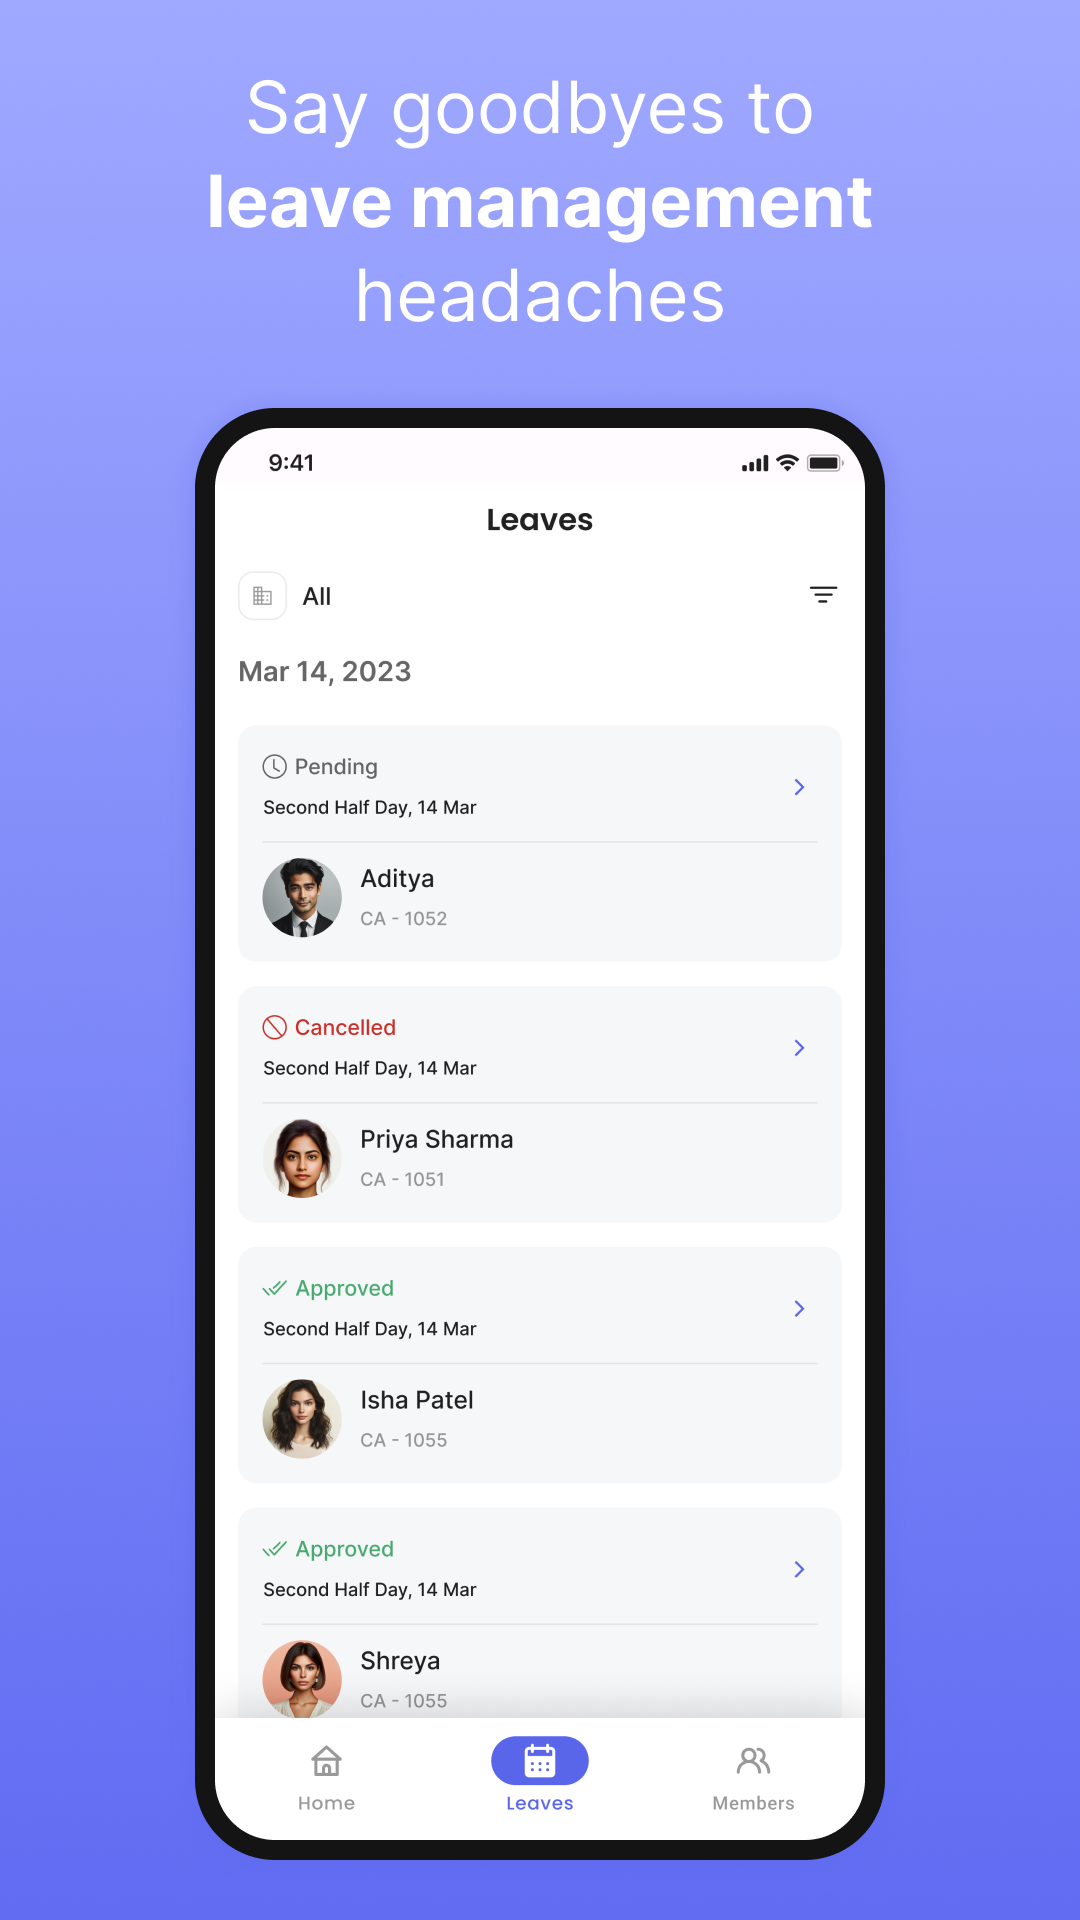 Say goodbyes to
leave management
headaches
9:41
Leaves
All
Mar 14, 2023
Pending
Second Half Day, 14 Mar
Aditya
CA - 1052
Cancelled
Second Half Day, 14 Mar
Priya Sharma
CA - 1051
Approved
Second Half Day, 14 Mar
Isha Patel
CA - 1055
Approved
Second Half Day, 14 Mar
Shreya
CA - 1055
Home
Leaves
Members